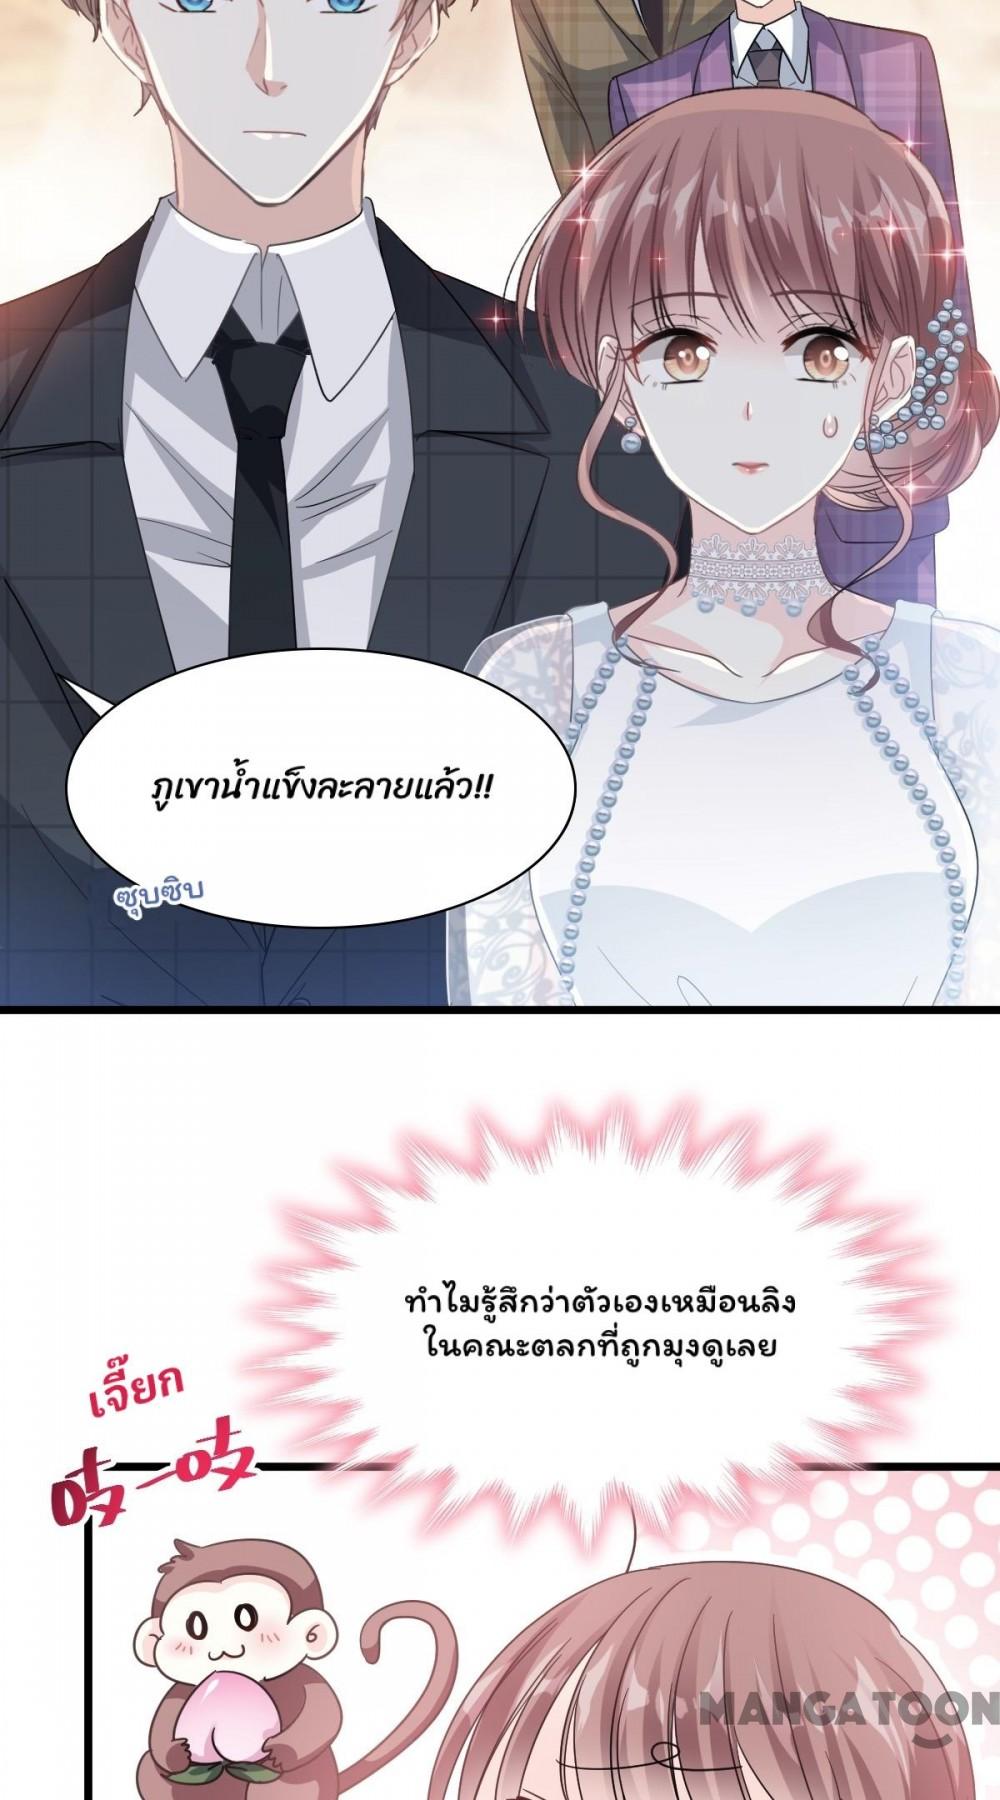 ภูเขาน้ำแข็งละลายแล้ว!!
ซุบซิบ
ทำไมรู้สึกว่าตัวเองเหมือนลิง
ในคณะตลกที่ถูกมุงดูเลย
เจี๊ยก
吱一吱
MANGATOON